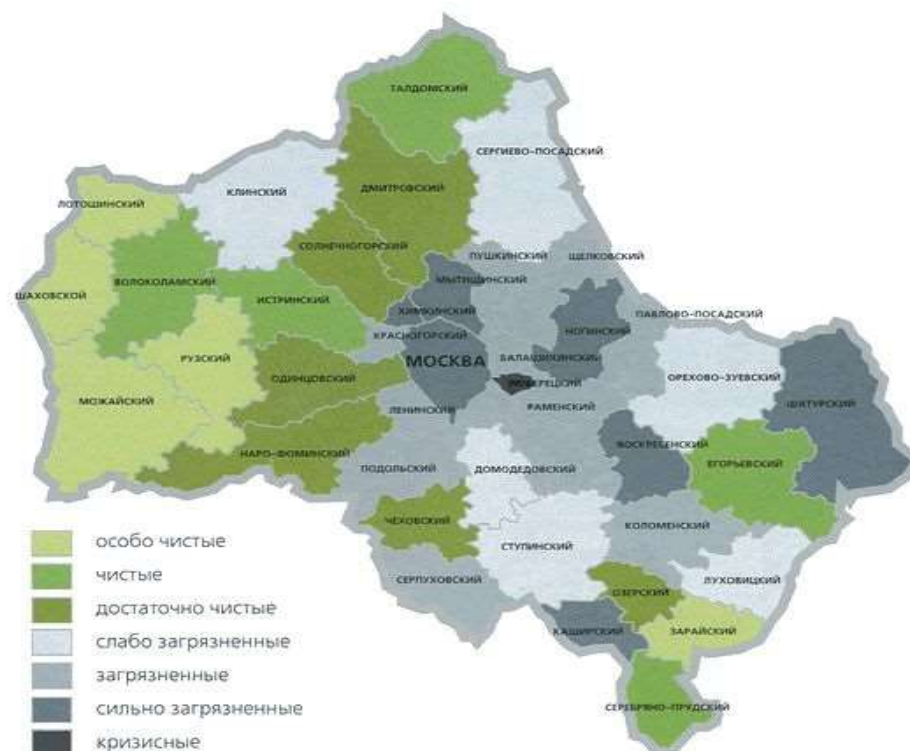 ТАЛДОМСКИЙ
СЕРГИЕВО-ПОСАДСКИЙ
КЛИНСКИЙ
ДМИТРОВСКИЙ
ЛОТОШИНСКИЙ
СОЛНЕЧНОГОРСКИЙ
ПУШКИНСКИЙ
ЩЕЛКОВСКИЙ
МЫТИЩИНСКИЙ
ВОЛОКОЛАМСКИЙ
ШАХОВСКОЙ
ИСТРИНСКИЙ
ХИМКИНСКИЙ
ПАВЛОВО-ПОСАДСКИЙ
НОГИНСКИЙ
КРАСНОГОРСКИЙ
РУЗСКИЙ
МОСКВА
БАЛАШИХИНСКИЙ
ОДИНЦОВСКИЙ
ЛЮБЕРЕЦКИЙ
ОРЕХОВО-ЗУЕВСКИЙ
МОЖАЙСКИЙ
ЛЕНИНСКИЙ
РАМЕНСКИЙ
ШАТУРСКИЙ
ВОСКРЕСЕНСКИЙ
НАРО-ФОМИНСКИЙ
ПОДОЛЬСКИЙ
ДОМОДЕДОВСКИЙ
ЕГОРЬЕВСКИЙ
ЧЕХОВСКИЙ
КОЛОМЕНСКИЙ
СТУПИНСКИЙ
СЕРПУХОВСКИЙ
ЛУХОВИЦКИЙ
ОЗЕРСКИЙ
КАШИРСКИЙ
ЗАРАЙСКИЙ
СЕРЕБРЯНО-ПРУДСКИЙ
особо чистые
чистые
достаточно чистые
слабо загрязненные
загрязненные
сильно загрязненные
кризисные